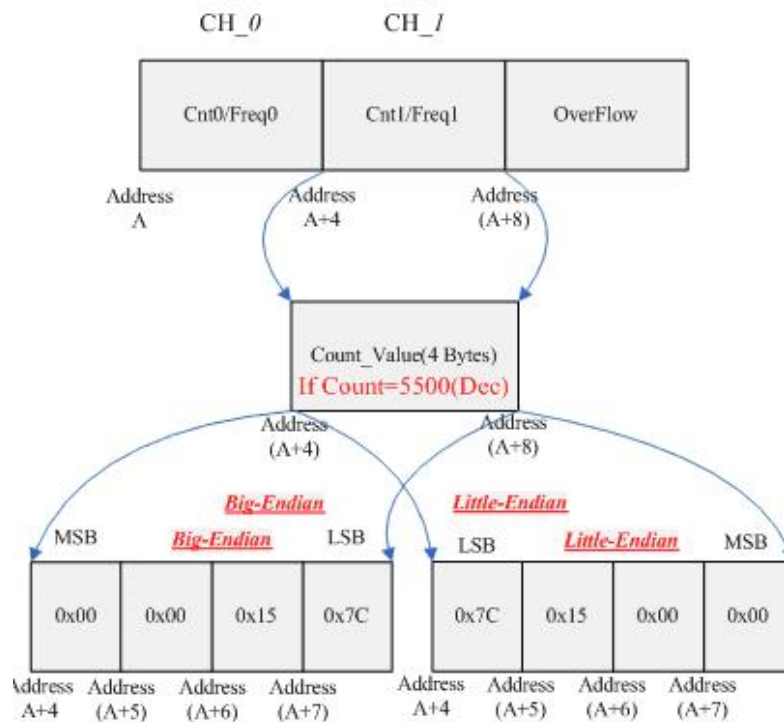 CH_0 CH_1
Cnt0/Freq0 Cnt1/Freq1 OverFlow
Address Address Address
A A+4 (A+8)
Count_Value(4 Bytes)
If Count=5500(Dec)
Address Address
(A+4) (A+8)
Big-Endian Little-Endian
MSB Big-Endian LSB LSB Little-Endian MSB
0x00 0x00 0x15 0x7C 0x7C 0x15 0x00 0x00
Address Address Address Address Address Address Address Address
A+4 (A+5) (A+6) (A+7) A+4 (A+5) (A+6) (A+7)